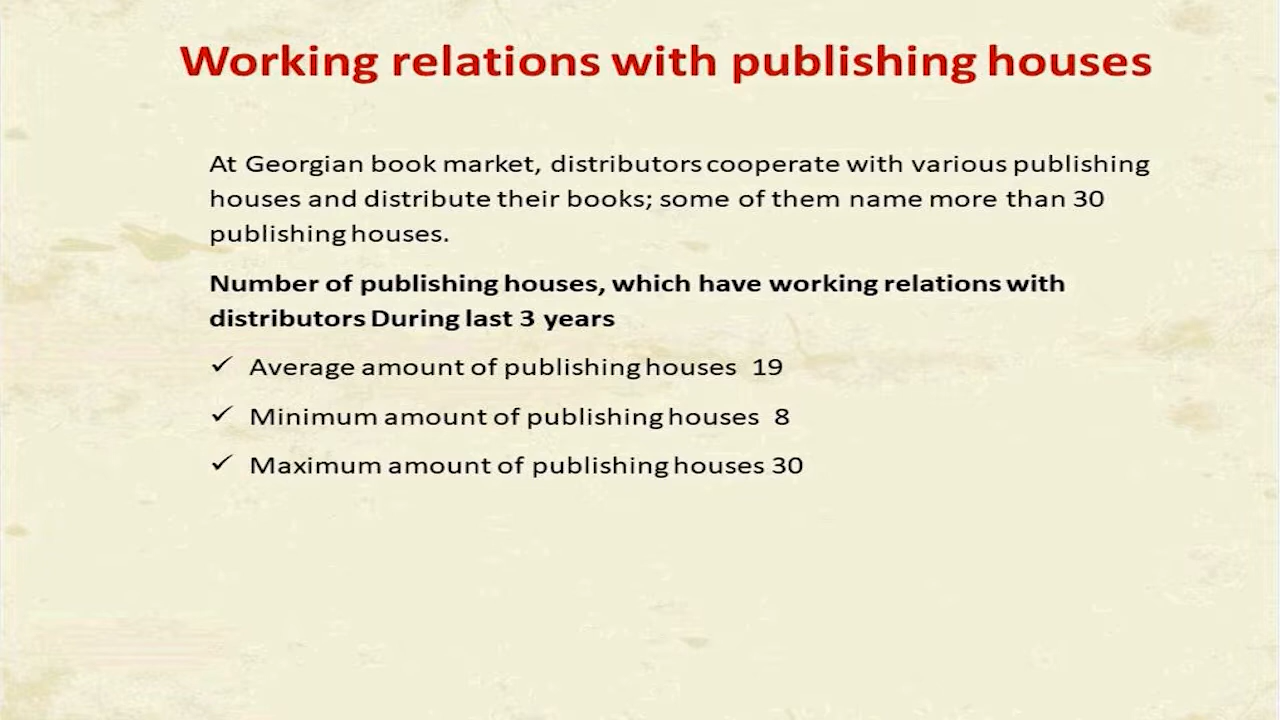 Working relations with publishing houses
At Georgian book market, distributors cooperate with various publishing
houses and distribute their books; some of them name more than 30
publishing houses.
Number of publishing houses, which have working relations with
distributors During last 3 years
✓ Average amount of publishing houses 19
✓ Minimum amount of publishing houses 8
✓ Maximum amount of publishing houses 30